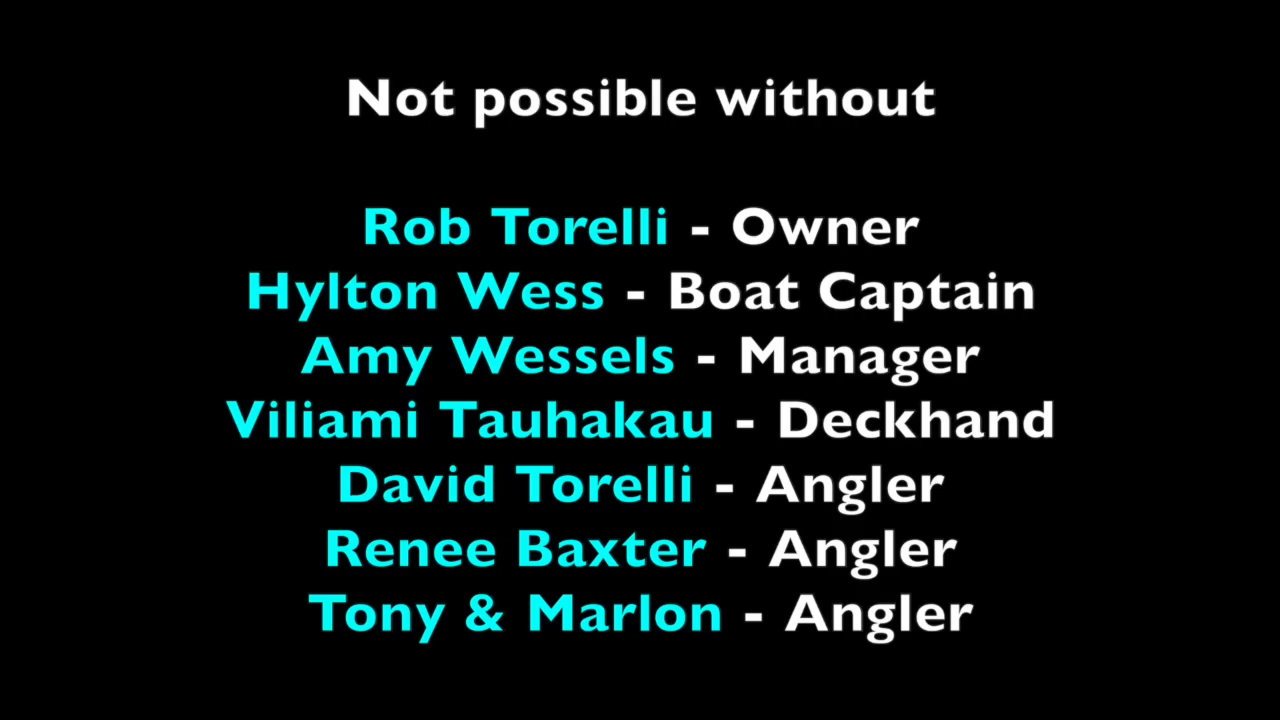 Not possible without
Rob Torelli - Owner
Hylton Wess - Boat Captain
Amy Wessels - Manager
Viliami Tauhakau - Deckhand
David Torelli - Angler
Renee Baxter - Angler
Tony & Marlon - Angler